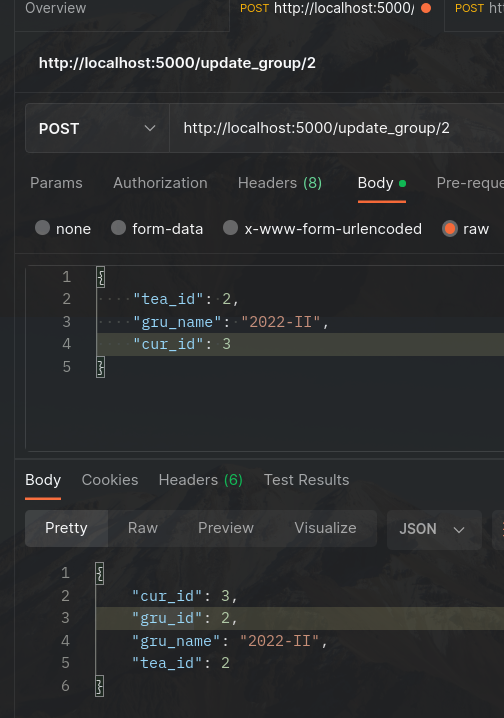 Overview POST http://localhost:5000/ POST
http://localhost:5000/update_group/2
POST http://localhost:5000/update_group/2
Params Authorization Headers (8) Body Pre-reque
none form-data x-www-form-urlencoded raw
1 {
2 "tea_id": 2,
3 "gru_name": "2022-II",
4 "cur_id": 3
5 }
Body Cookies Headers (6) Test Results
Pretty Raw Preview Visualize JSON
1 {
2 "cur_id": 3,
3 "gru_id": 2,
4 "gru_name": "2022-II",
5 "tea_id": 2
6 }